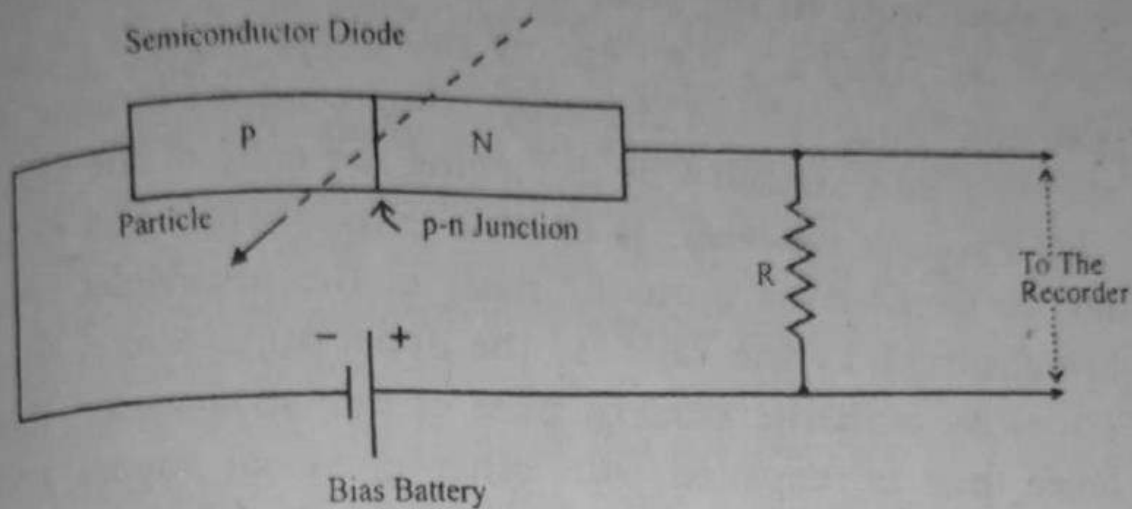 Semiconductor Diode
P
N
Particle
p-n Junction
R
To The
Recorder
- +
Bias Battery